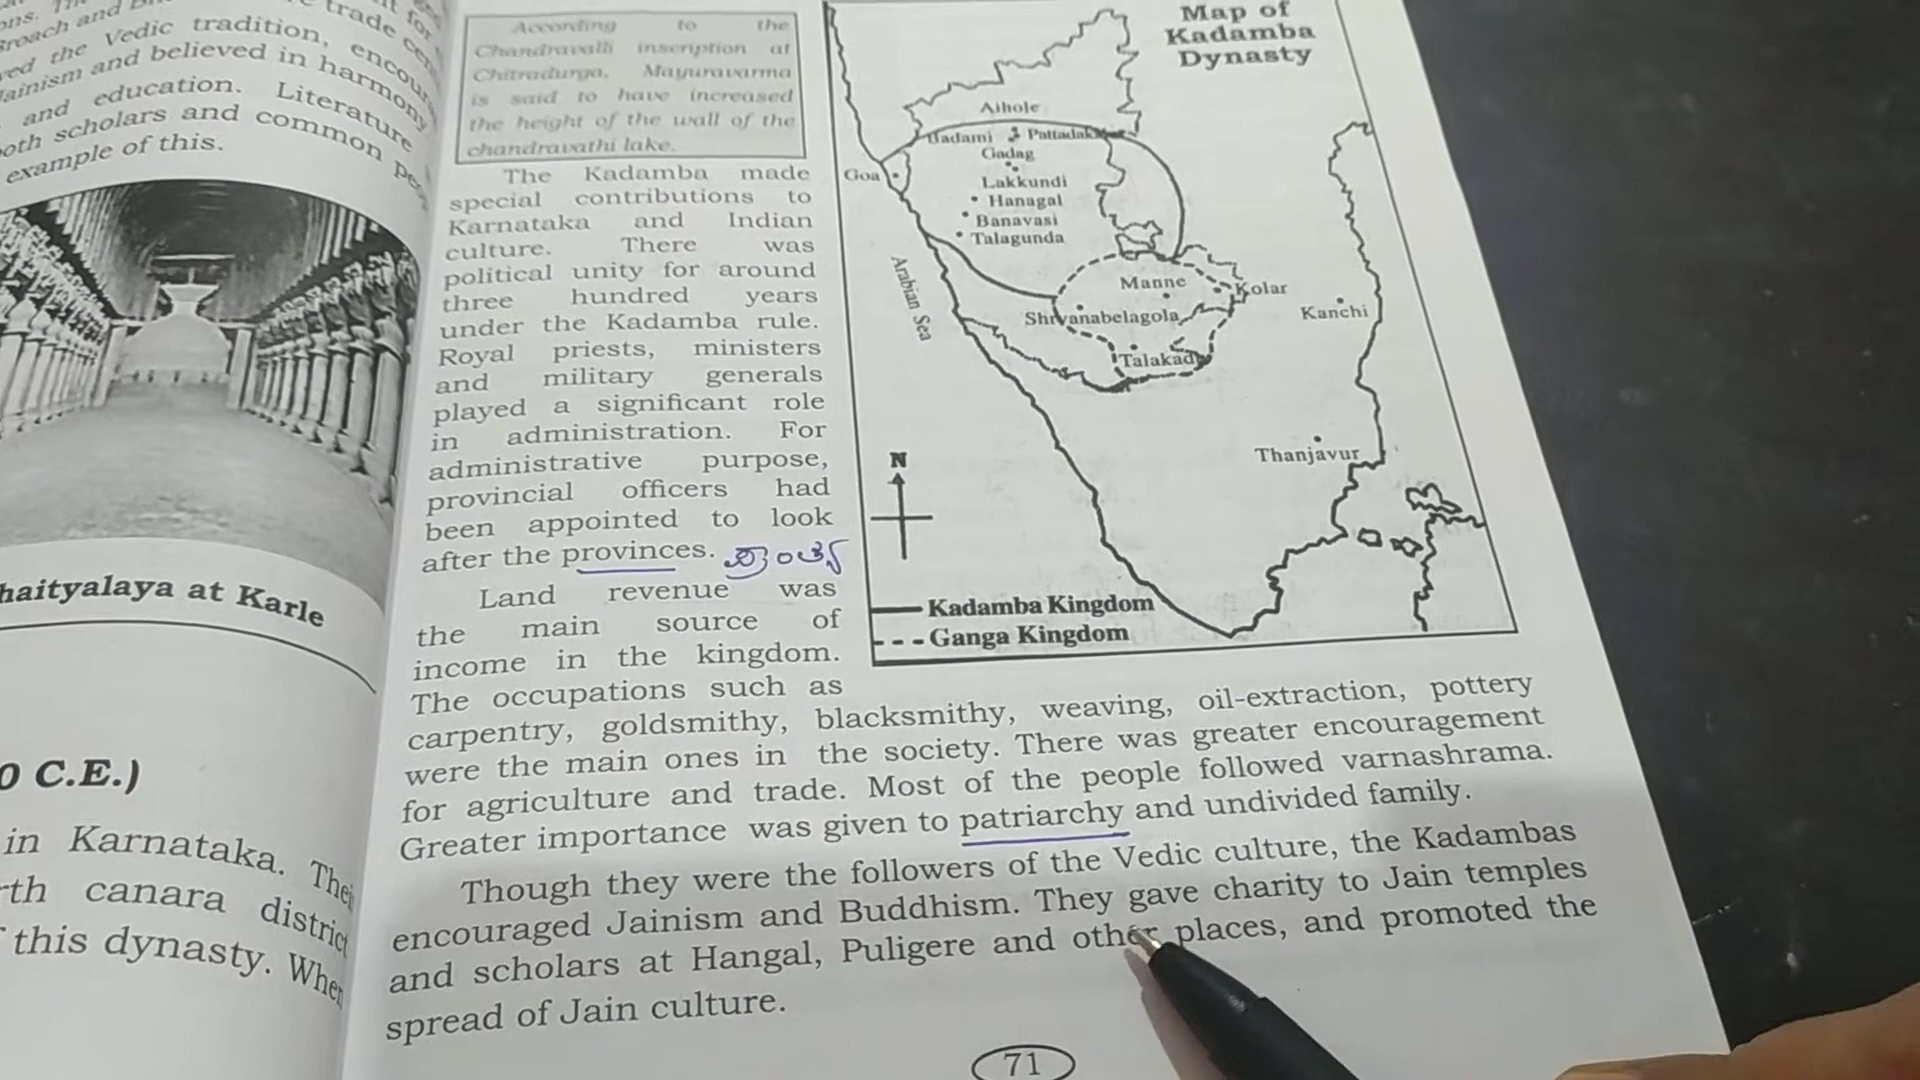 Broach and
the Vedic tradition, encour
Jainism and believed in harmony
and education. Literature
both scholars and common
example of this.
haityalaya at Karle
0 C.E.)
in Karnataka.
rth canara district
this dynasty. When
According to the
Chandravalli inscription at
Chitradurga, Mayuravarma
is said to have increased
the height of the wall of the
chandravathi lake.
The Kadamba made
special contributions to
Karnataka and Indian
culture. There was
political unity for around
three hundred years
under the Kadamba rule.
Royal priests, ministers
and military generals
played a significant role
in administration. For
administrative purpose,
provincial officers had
been appointed to look
after the provinces.
Land revenue was
the main source of
income in the kingdom.
The occupations such as
carpentry, goldsmithy, blacksmithy, weaving, oil-extraction, pottery
were the main ones in the society. There was greater encouragement
for agriculture and trade. Most of the people followed varnashrama.
Greater importance was given to patriarchy and undivided family.
Though they were the followers of the Vedic culture, the Kadambas
encouraged Jainism and Buddhism. They gave charity to Jain temples
and scholars at Hangal, Puligere and other places, and promoted the
spread of Jain culture.
71
Map of
Kadamba
Dynasty
Aihole
Badami
Gadag
Goa
Lakkundi
Hanagal
Banavasi
Talagunda
Arabian Sea
Manne
Kolar
Kanchi
Shrvanabelagola
Talakad
Thanjavur
N
Kadamba Kingdom
Ganga Kingdom